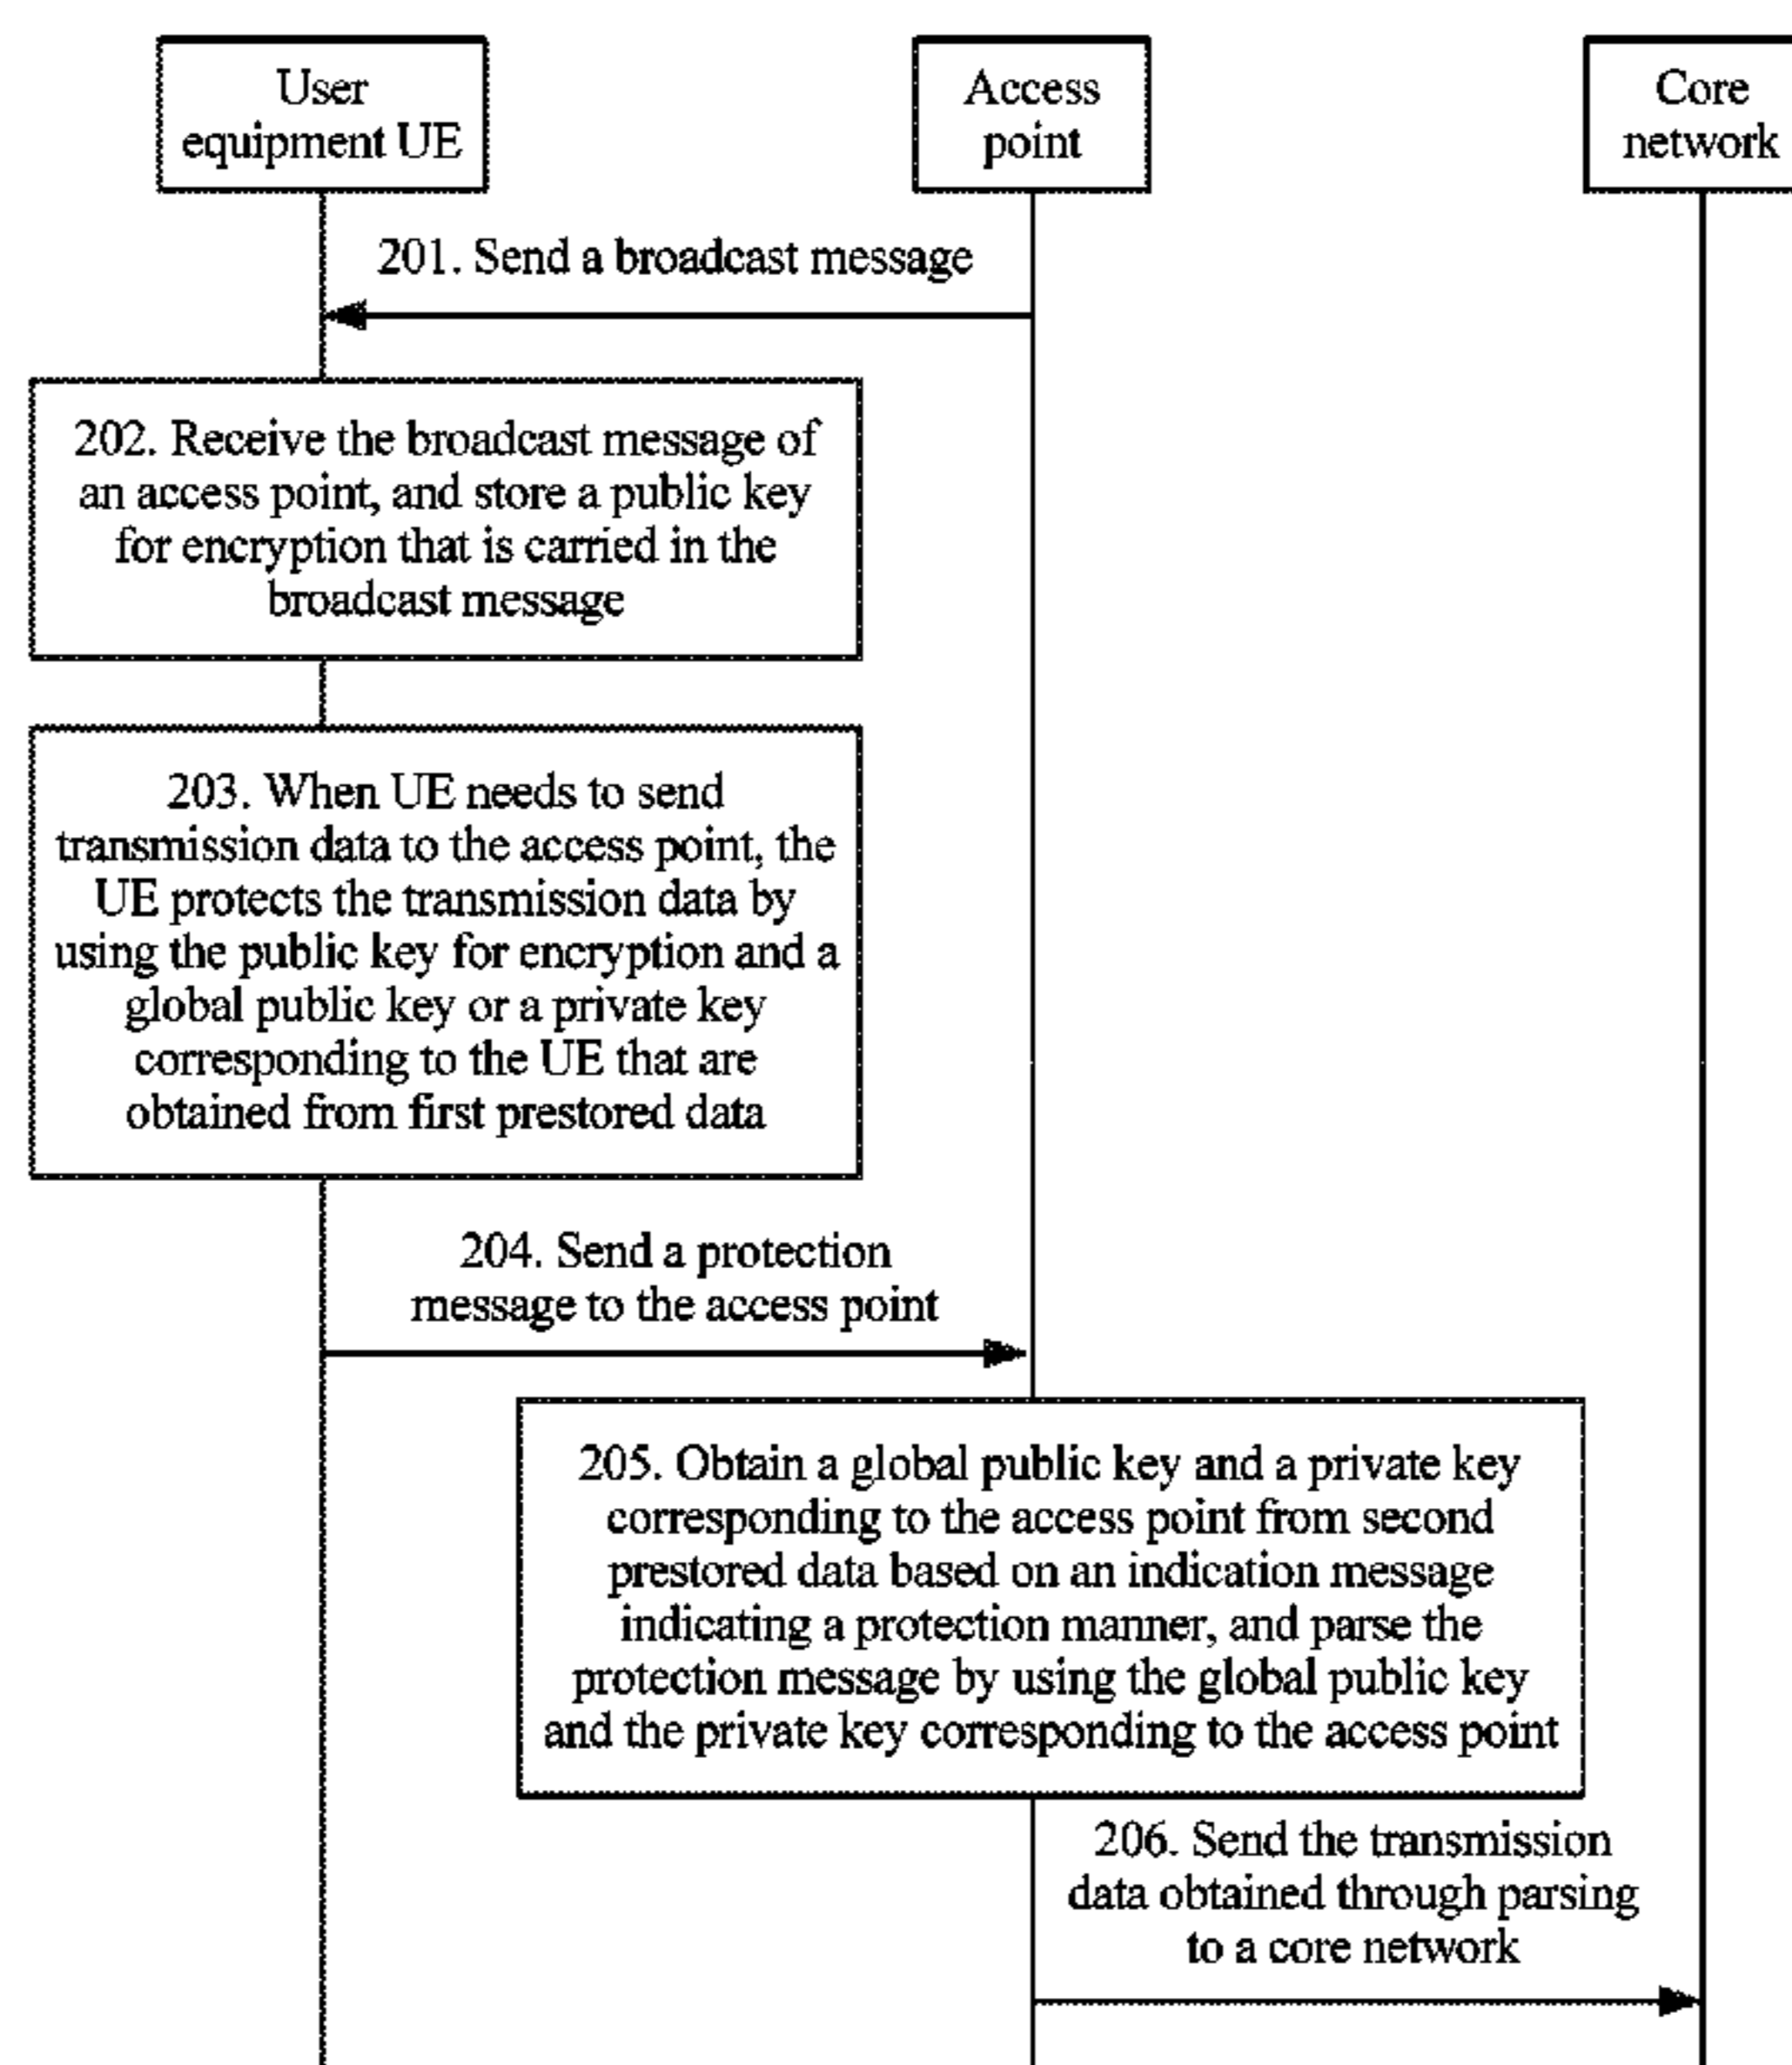 User
equipment UE
Access
point
Core
network
201. Send a broadcast message
202. Receive the broadcast message of
an access point, and store a public key
for encryption that is carried in the
broadcast message
203. When UE needs to send
transmission data to the access point, the
UE protects the transmission data by
using the public key for encryption and a
global public key or a private key
corresponding to the UE that are
obtained from first prestored data
204. Send a protection
message to the access point
205. Obtain a global public key and a private key
corresponding to the access point from second
prestored data based on an indication message
indicating a protection manner, and parse the
protection message by using the global public key
and the private key corresponding to the access point
206. Send the transmission
data obtained through parsing
to a core network